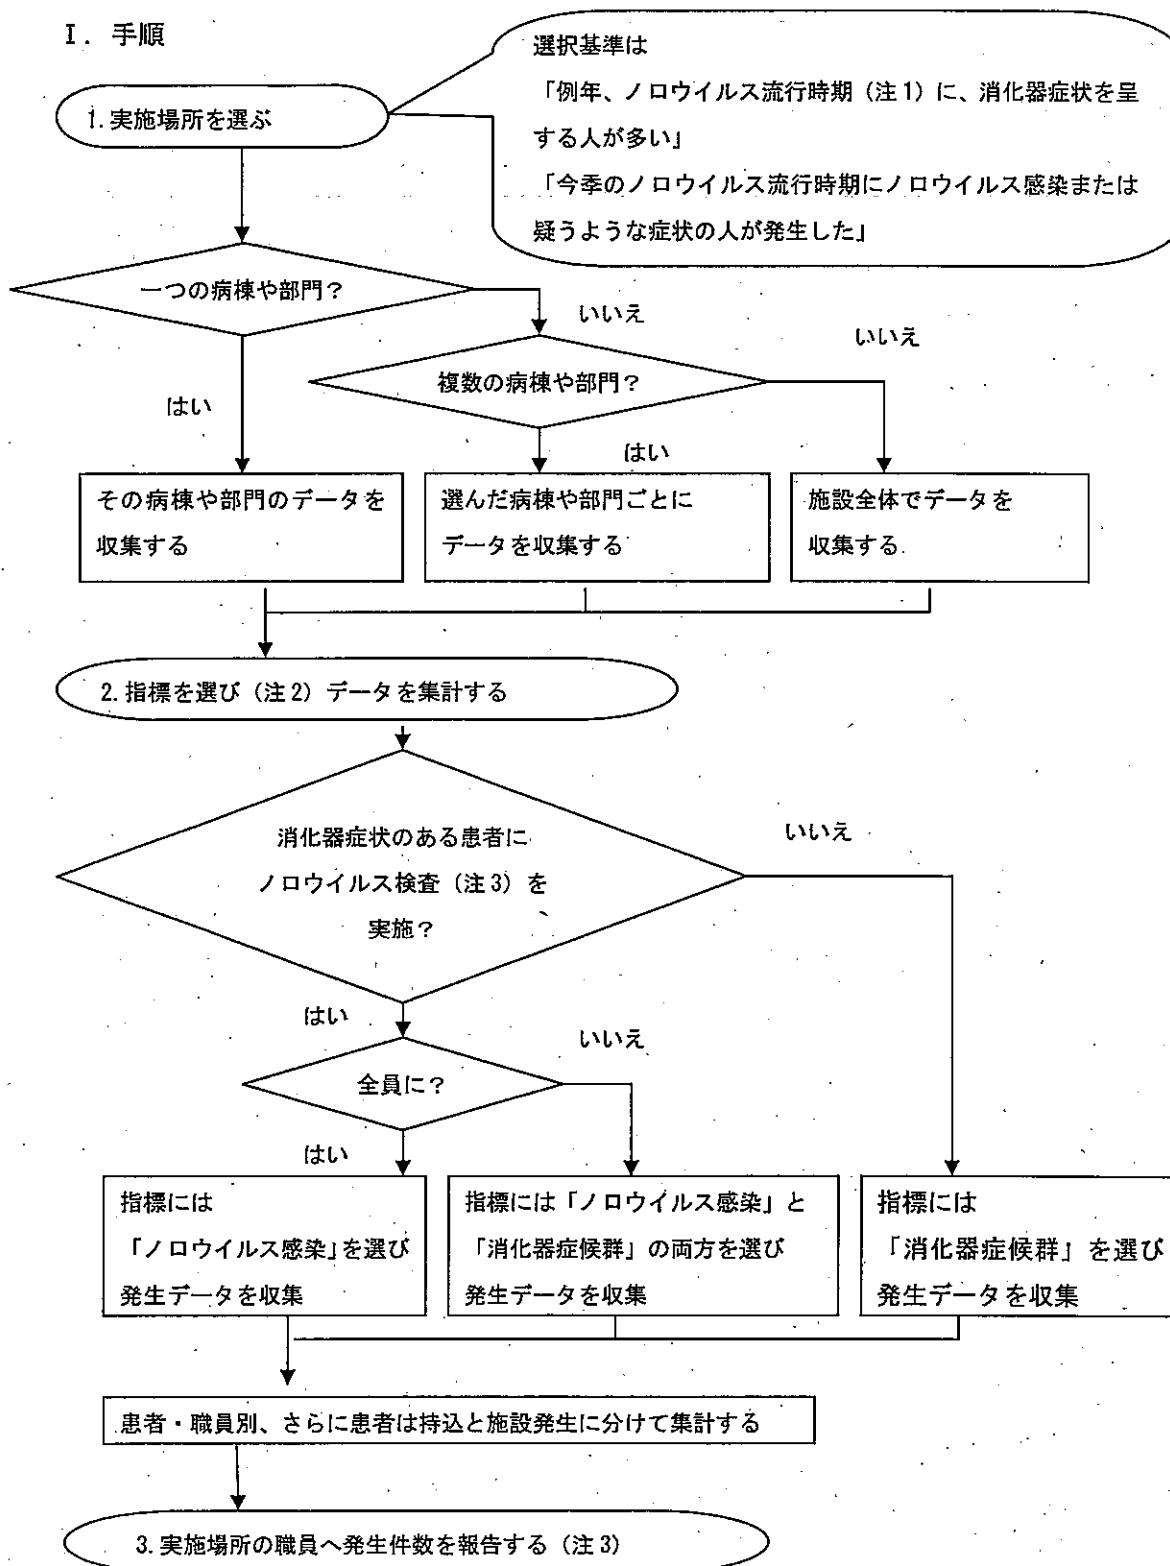 I．手順
選択基準は
「例年、ノロウイルス流行時期（注1）に、消化器症状を呈
する人が多い」
「今季のノロウイルス流行時期にノロウイルス感染または
疑うような症状の人が発生した」
1.実施場所を選ぶ
一つの病棟や部門？
いいえ
いいえ
複数の病棟や部門？
はい
はい
その病棟や部門のデータを
収集する
選んだ病棟や部門ごとに
データを収集する
施設全体でデータを
収集する
2.指標を選び（注2）データを集計する
消化器症状のある患者に
ノロウイルス検査（注3）を
実施？
いいえ
はい
いいえ
全員に？
はい
指標には
「ノロウイルス感染」を選び
発生データを収集
指標には「ノロウイルス感染」と
「消化器症候群」の両方を選び
発生データを収集
指標には
「消化器症候群」を選び
発生データを収集
患者・職員別、さらに患者は持込と施設発生に分けて集計する
3.実施場所の職員へ発生件数を報告する（注3）